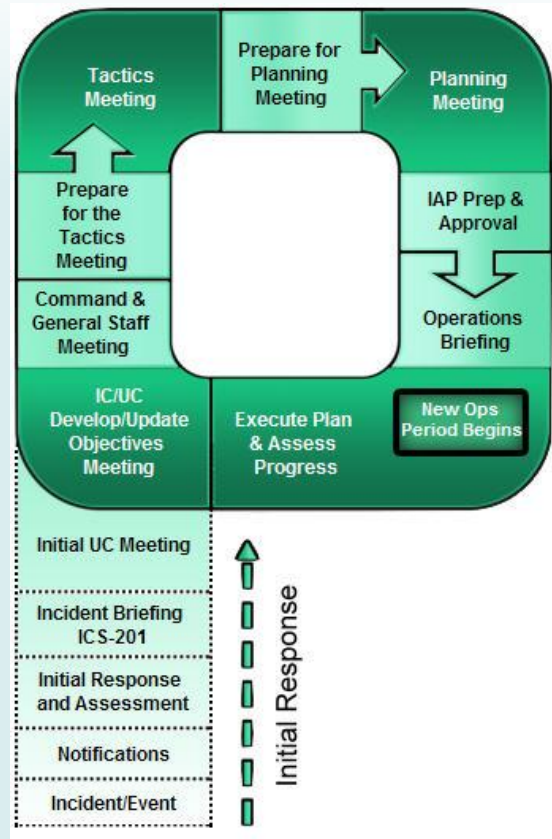 Tactics
Meeting
Prepare for
Planning
Meeting
Planning
Meeting
Prepare
for the
Tactics
Meeting
IAP Prep &
Approval
Command &
General Staff
Meeting
Operations
Briefing
IC/UC
Develop/Update
Objectives
Meeting
Execute Plan
& Assess
Progress
New Ops
Period Begins
Initial UC Meeting
Incident Briefing
ICS-201
Initial Response
and Assessment
Notifications
Incident/Event
Initial Response